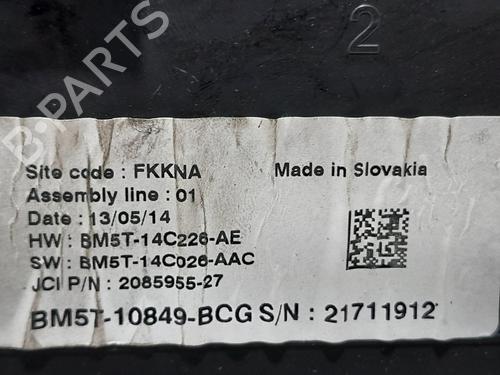 2
B-PARTS
Site code : FKKNA Made in Slovakia
Assembly line : 01
Date : 13/05/14
HW : BM5T-14C226-AE
SW : BM5T-14C026-AAC
JCI P/N : 2085955-27
BM5T-10849-BCG S/N : 21711912